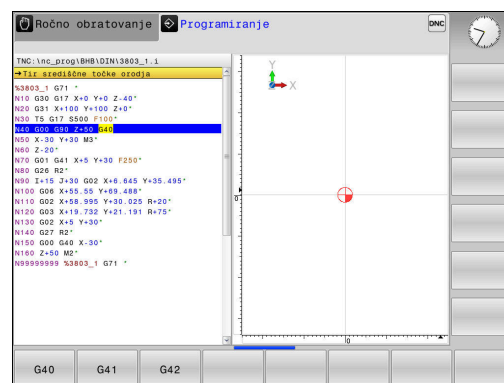 Ročno obratovanje
Programiranje
DNC
TNC:\nc_prog\BHB\DIN\3803_1.i
→Tir središčne točke orodja
%3803_1 G71 *
N10 G30 G17 X+0 Y+0 Z-40*
N20 G31 X+100 Y+100 Z+0*
N30 T5 G17 S500 F100*
N40 G00 G90 Z+50 G40
N50 X-30 Y+30 M3*
N60 Z-20*
N70 G01 G41 X+5 Y+30 F250*
N80 G26 R2*
N90 I+15 J+30 G02 X+6.645 Y+35.495*
N100 G06 X+55.55 Y+69.488*
N110 G02 X+58.995 Y+30.025 R+20*
N120 G03 X+19.732 Y+21.191 R+75*
N130 G02 X+5 Y+30*
N140 G27 R2*
N150 G00 G40 X-30*
N160 Z+50 M2*
N99999999 %3803_1 G71 *
Y
X
0
0
G40 G41 G42